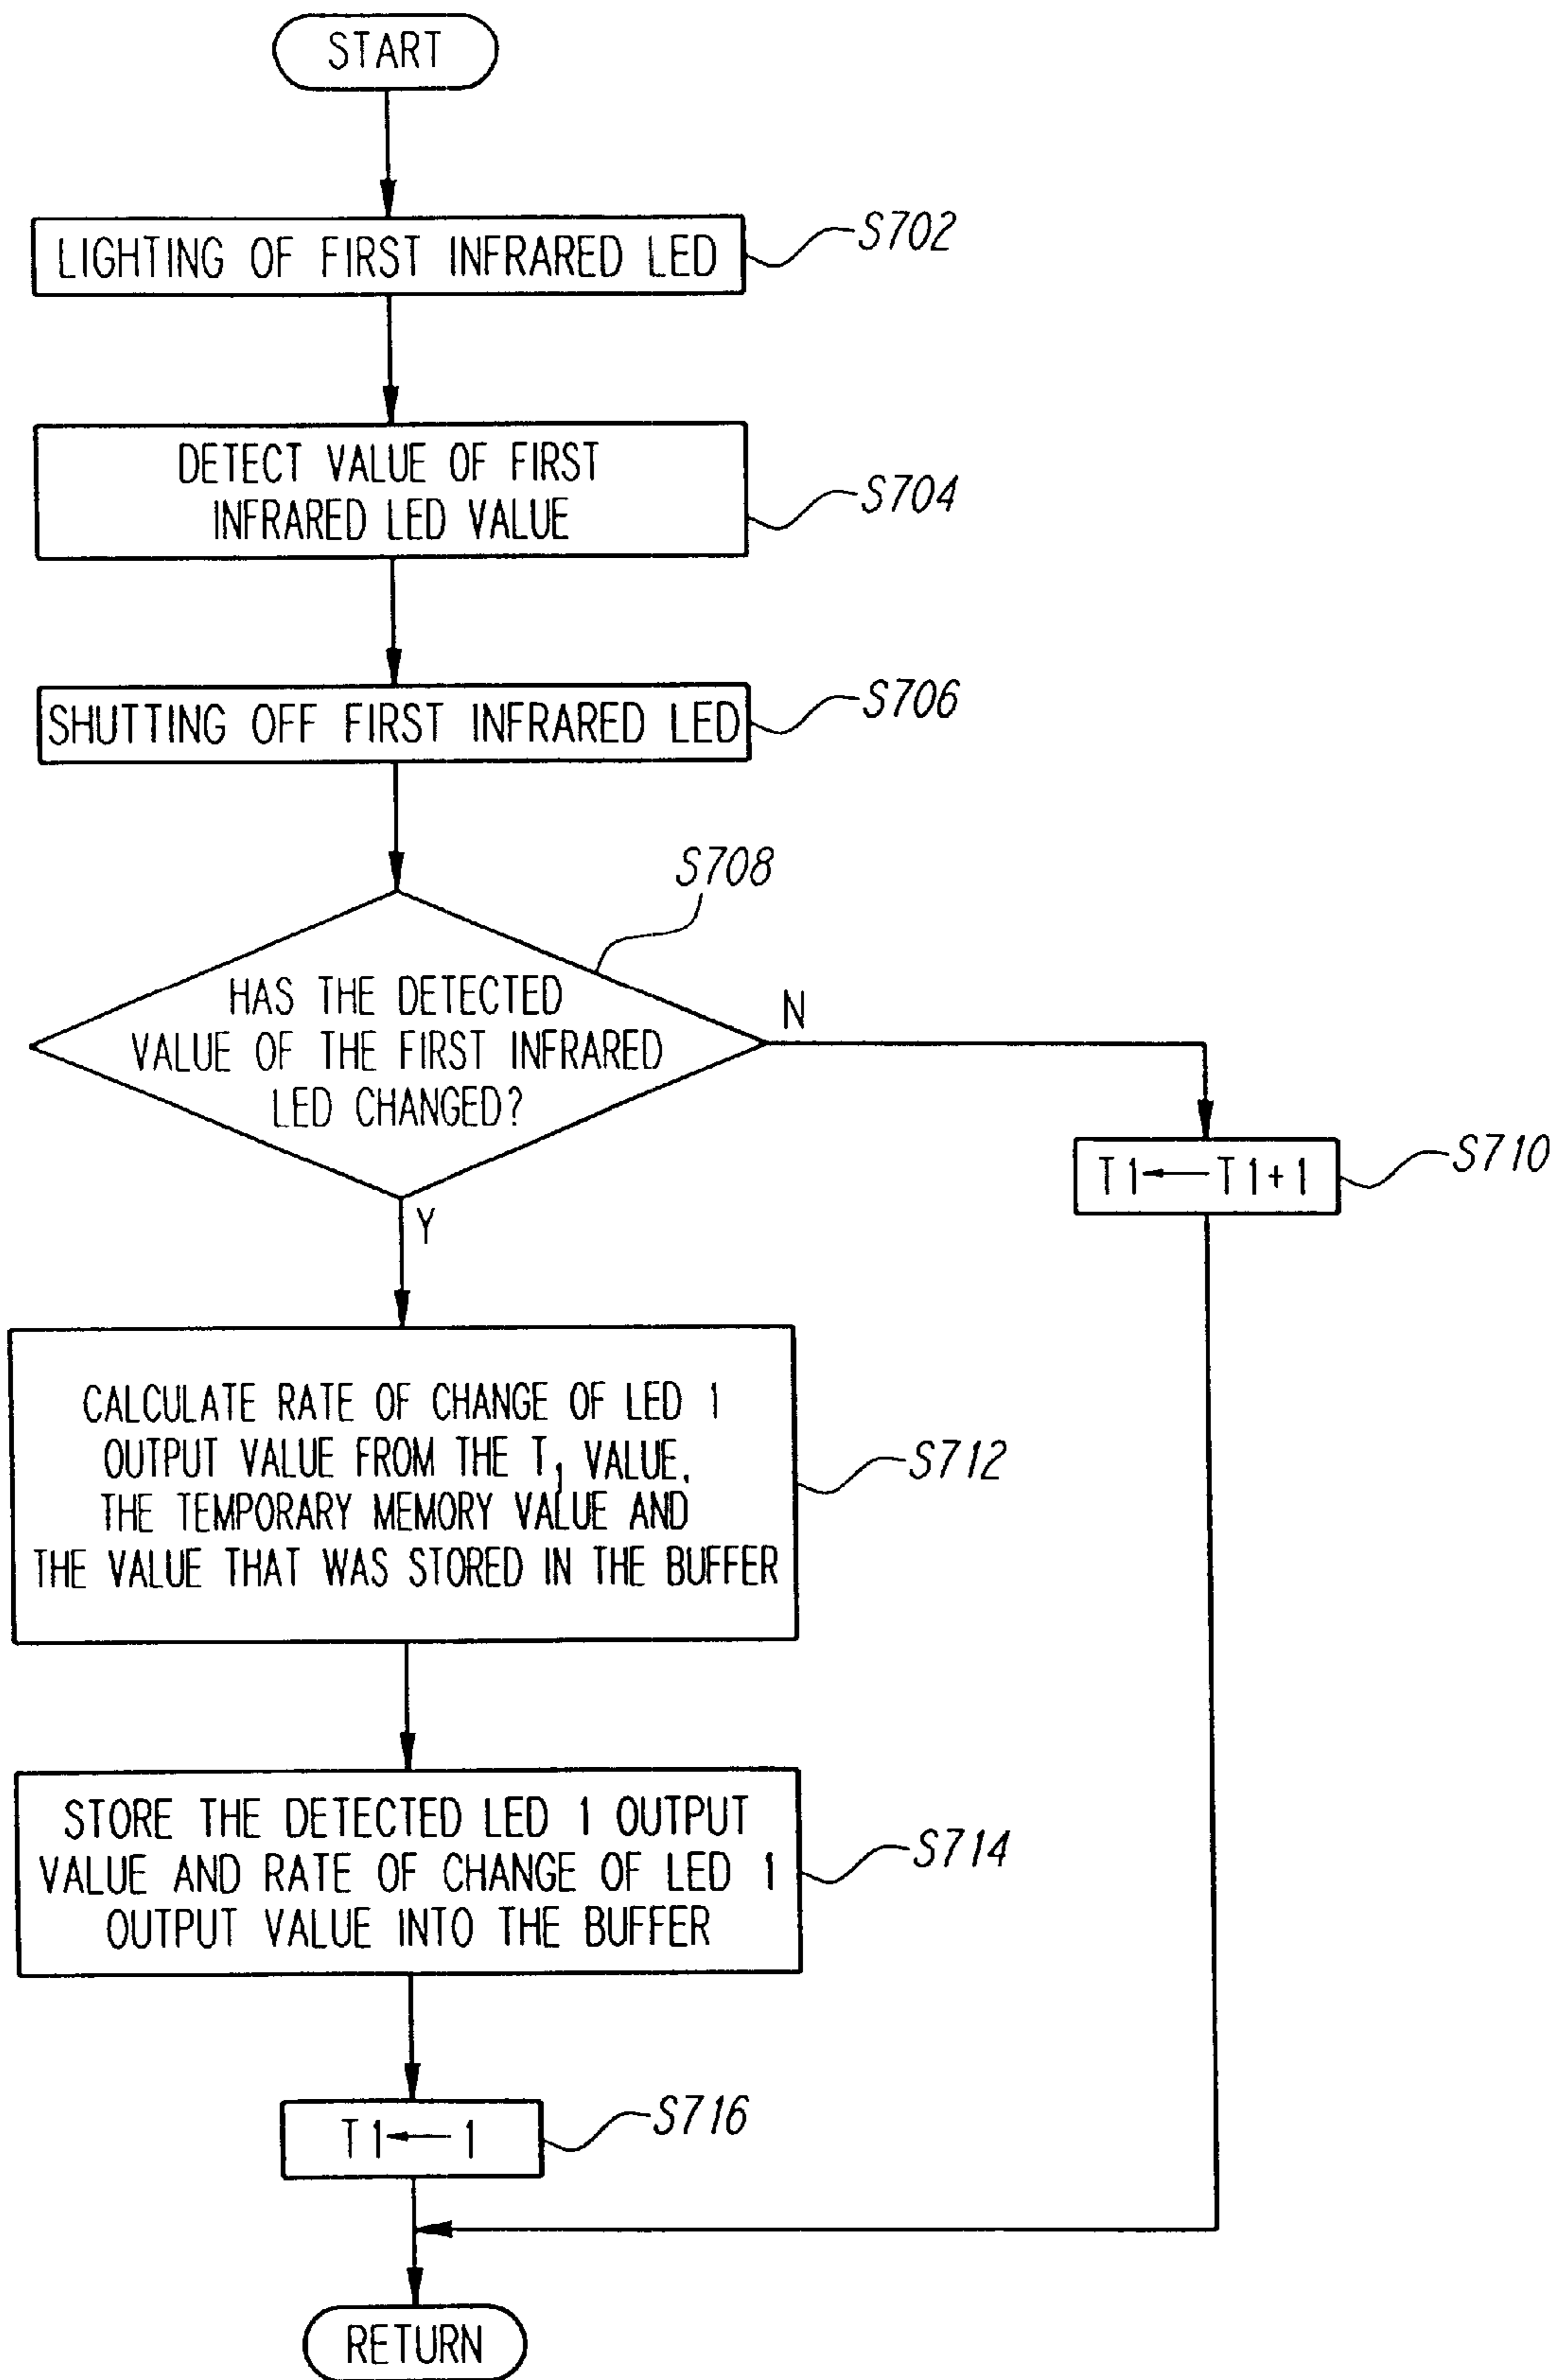 START
LIGHTING OF FIRST INFRARED LED
S702
DETECT VALUE OF FIRST
INFRARED LED VALUE
S704
SHUTTING OFF FIRST INFRARED LED
S706
S708
HAS THE DETECTED
VALUE OF THE FIRST INFRARED
LED CHANGED?
N
Y
T1←T1+1
S710
CALCULATE RATE OF CHANGE OF LED 1
OUTPUT VALUE FROM THE T₁ VALUE.
THE TEMPORARY MEMORY VALUE AND
THE VALUE THAT WAS STORED IN THE BUFFER
S712
STORE THE DETECTED LED 1 OUTPUT
VALUE AND RATE OF CHANGE OF LED 1
OUTPUT VALUE INTO THE BUFFER
S714
T1←1
S716
RETURN